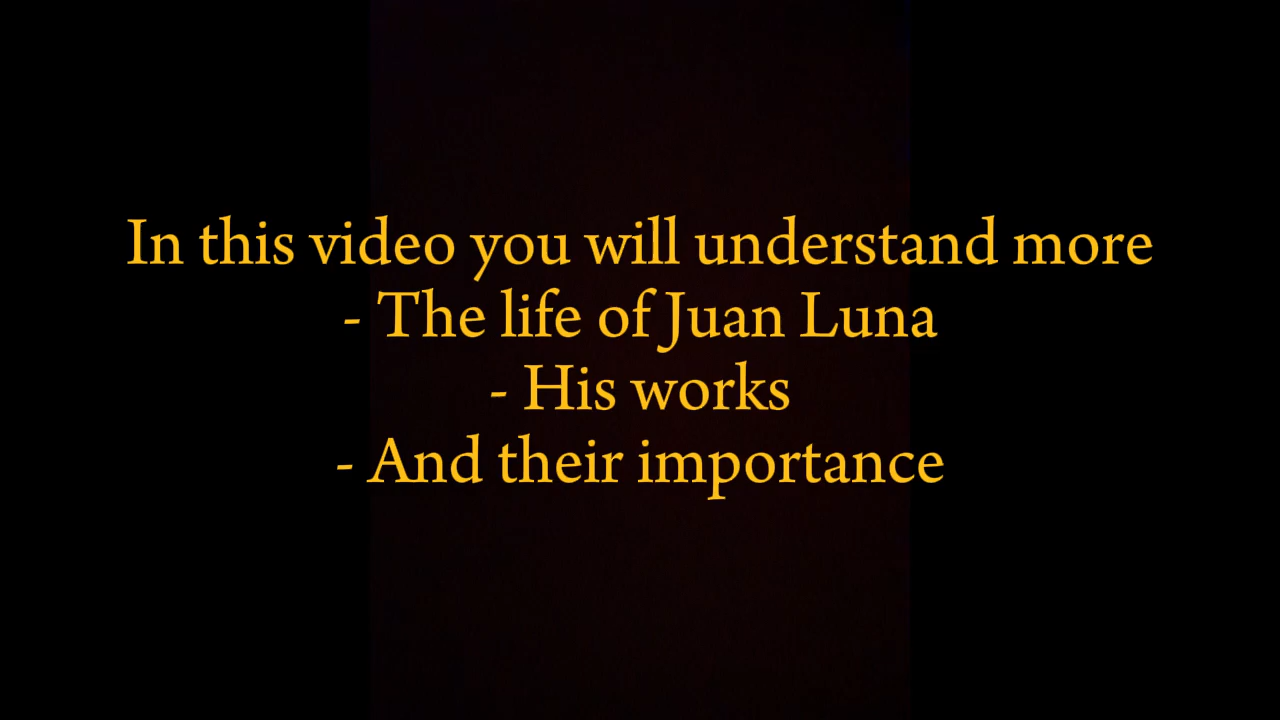 In this video you will understand more
- The life of Juan Luna
- His works
- And their importance